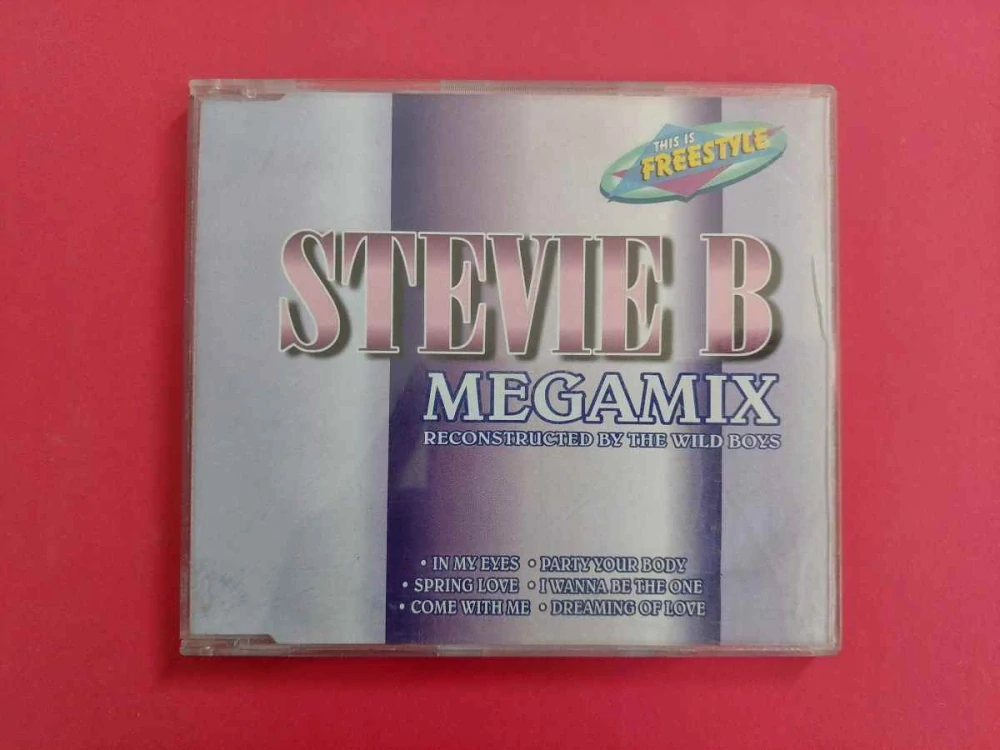 THIS IS
FREESTYLE
STEVIE B
MEGAMIX
RECONSTRUCTED BY THE WILD BOYS
• IN MY EYES • PARTY YOUR BODY
• SPRING LOVE • I WANNA BE THE ONE
• COME WITH ME • DREAMING OF LOVE